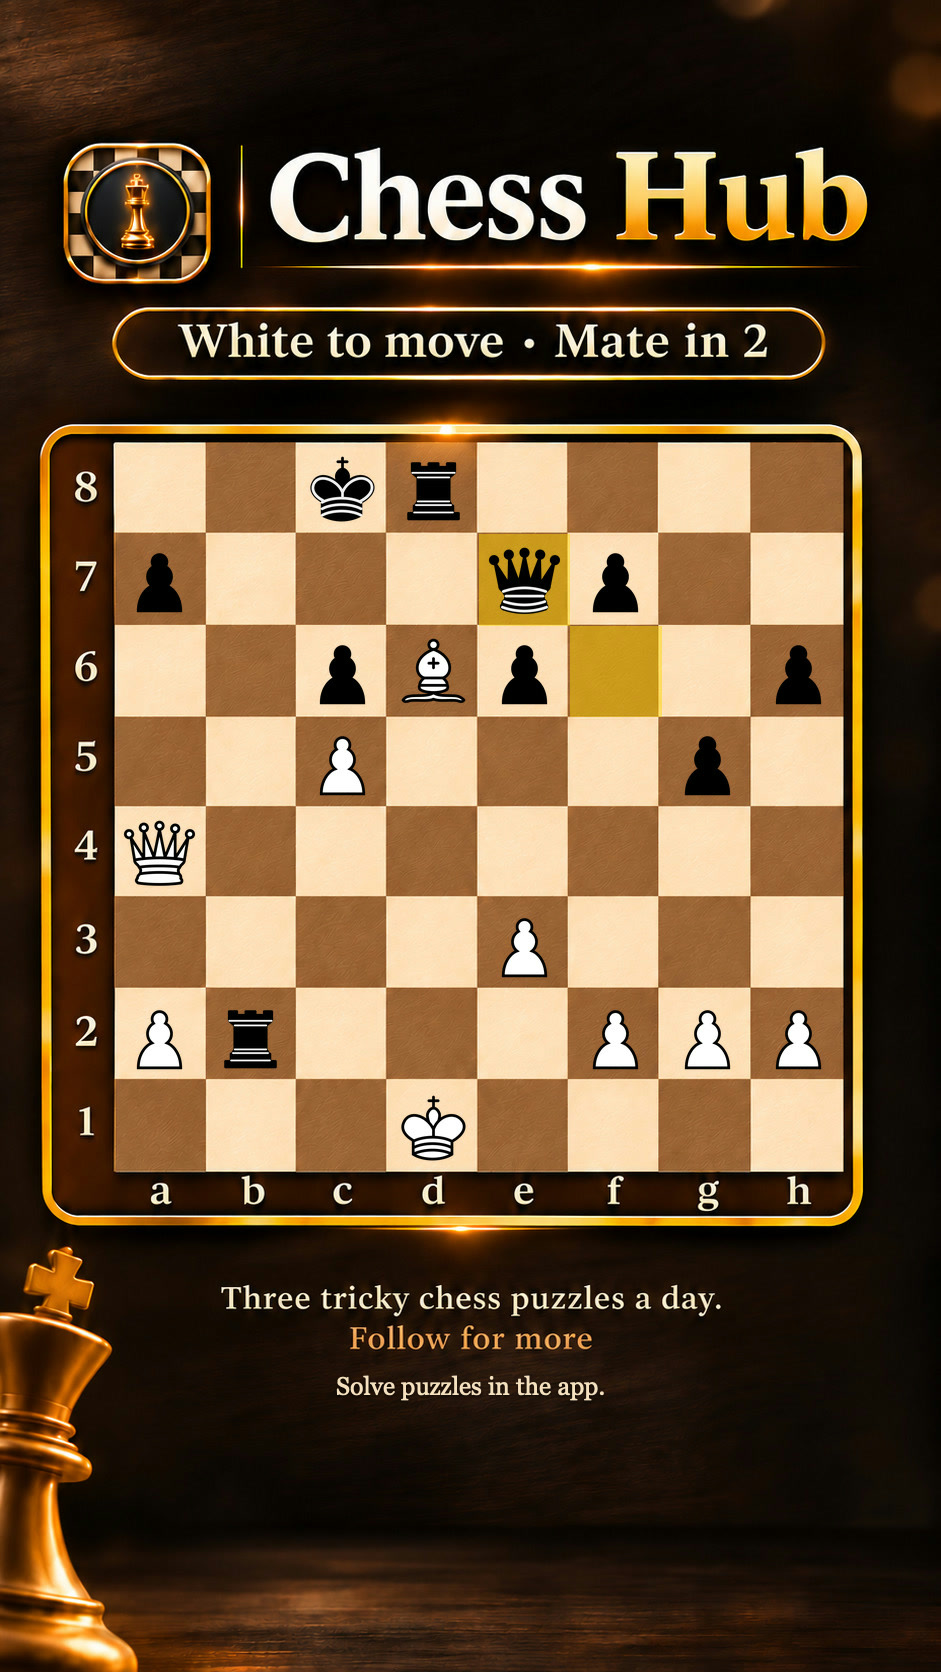 Chess Hub
White to move · Mate in 2
8
7
6
5
4
3
2
1
a b c d e f g h
Three tricky chess puzzles a day.
Follow for more
Solve puzzles in the app.